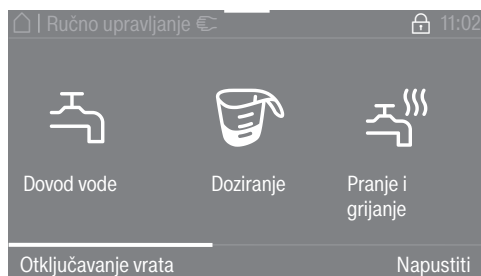 | Ručno upravljanje
11:02
Dovod vode
Doziranje
Pranje i
grijanje
Otključavanje vrata
Napustiti